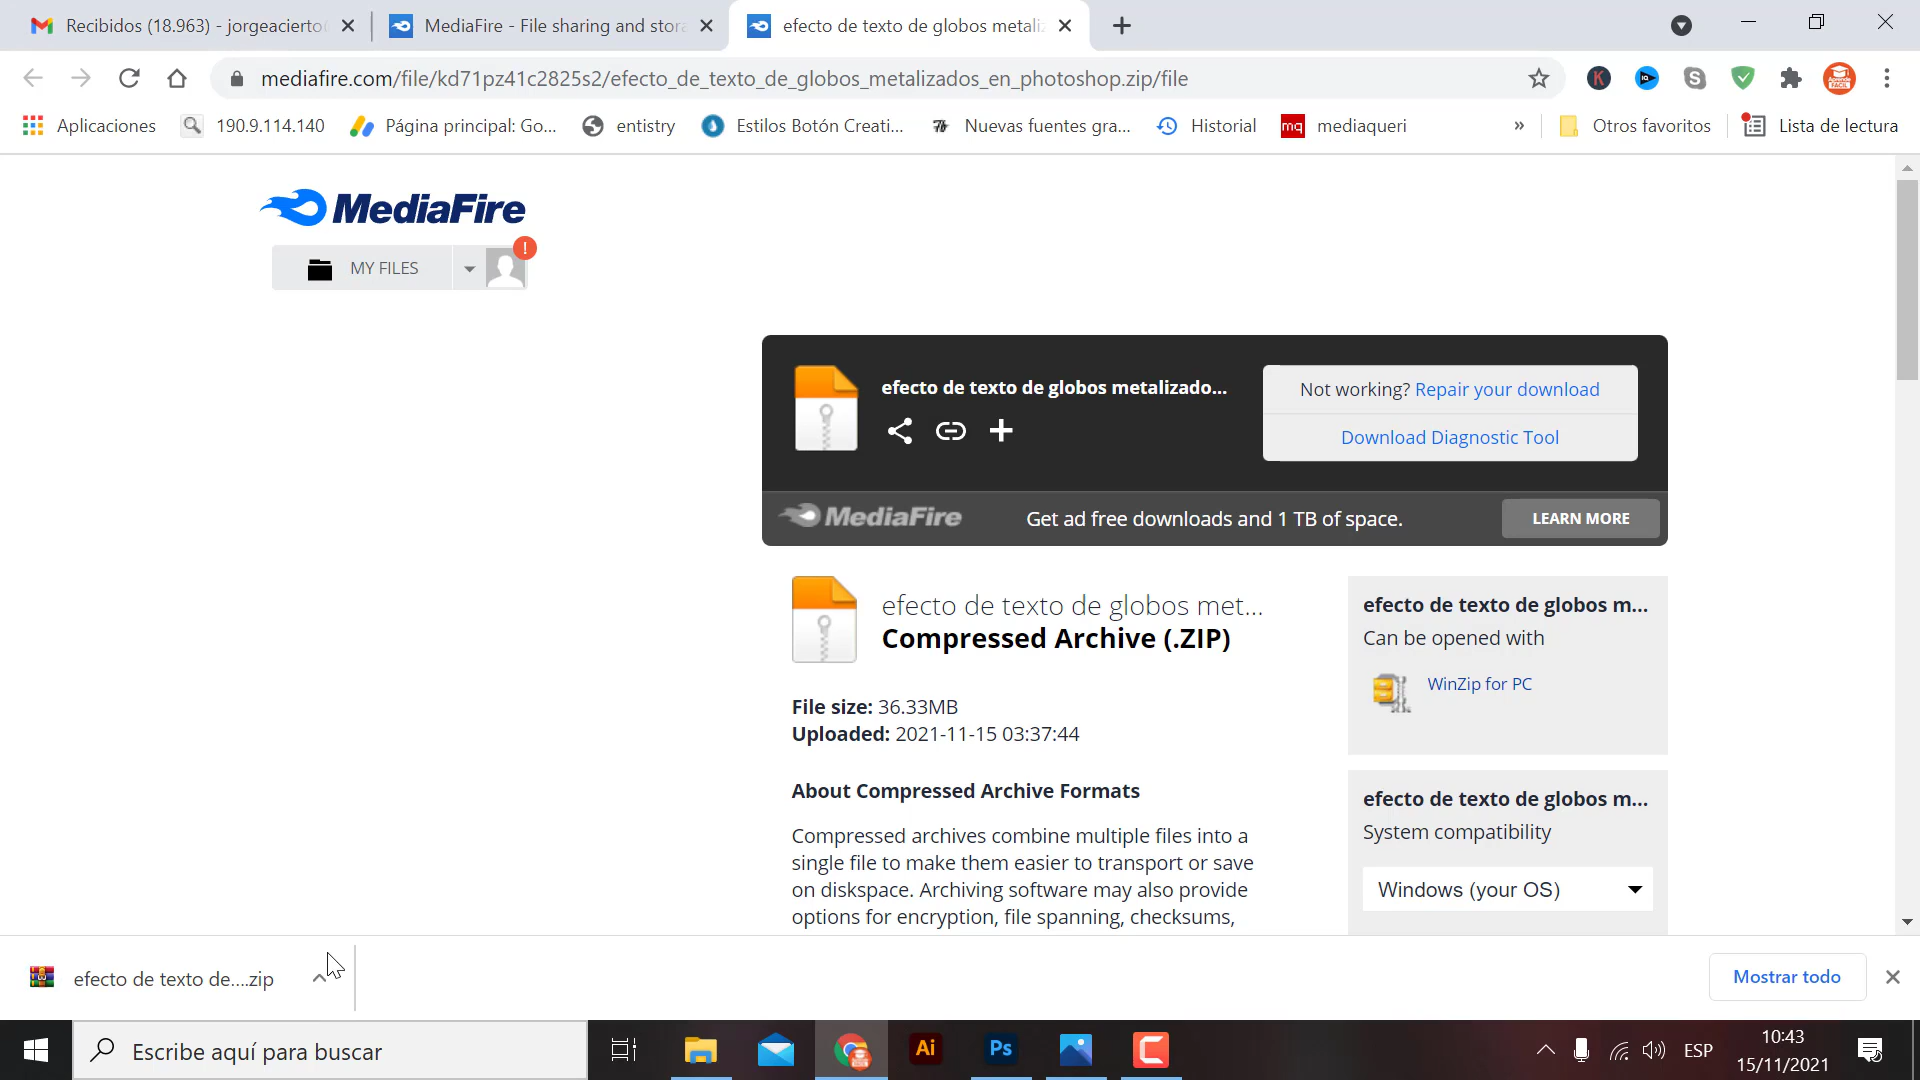 Recibidos (18.963) - jorgeacierto
MediaFire - File sharing and stora
efecto de texto de globos metali
mediafire.com/file/kd71pz41c2825s2/efecto_de_texto_de_globos_metalizados_en_photoshop.zip/file
K
IQ
S
Aplicaciones
190.9.114.140
Página principal: Go...
entistry
Estilos Botón Creati...
Nuevas fuentes gra...
Historial
mq
mediaqueri
»
Otros favoritos
Lista de lectura
MediaFire
MY FILES
!
efecto de texto de globos metalizado...
Not working? Repair your download
Download Diagnostic Tool
MediaFire
Get ad free downloads and 1 TB of space.
LEARN MORE
efecto de texto de globos met...
Compressed Archive (.ZIP)
File size: 36.33MB
Uploaded: 2021-11-15 03:37:44
About Compressed Archive Formats
Compressed archives combine multiple files into a
single file to make them easier to transport or save
on diskspace. Archiving software may also provide
options for encryption, file spanning, checksums,
efecto de texto de globos m...
Can be opened with
WinZip for PC
efecto de texto de globos m...
System compatibility
Windows (your OS)
efecto de texto de....zip
Mostrar todo
Escribe aquí para buscar
Ai
Ps
ESP
10:43
15/11/2021